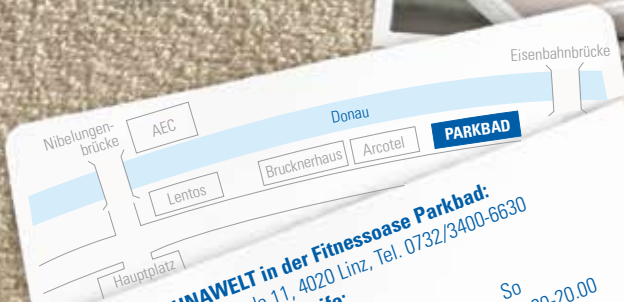 Eisenbahnbrücke
Nibelungen-
brücke
AEC
Donau
PARKBAD
Arcotel
Brucknerhaus
Lentos
Hauptplatz
in der Fitnessoase Parkbad:
11, 4020 Linz, Tel. 0732/3400-6630
So